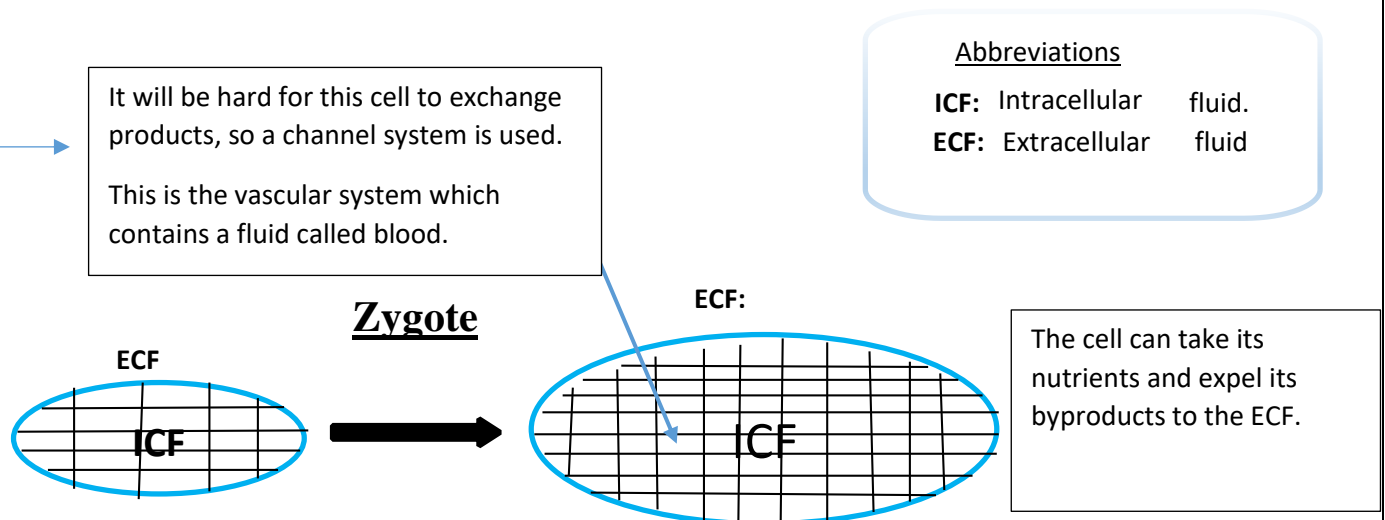 Abbreviations
ICF: Intracellular fluid.
ECF: Extracellular fluid
It will be hard for this cell to exchange
products, so a channel system is used.
This is the vascular system which
contains a fluid called blood.
Zygote
ECF:
ECF
ICF
ICF
The cell can take its
nutrients and expel its
byproducts to the ECF.